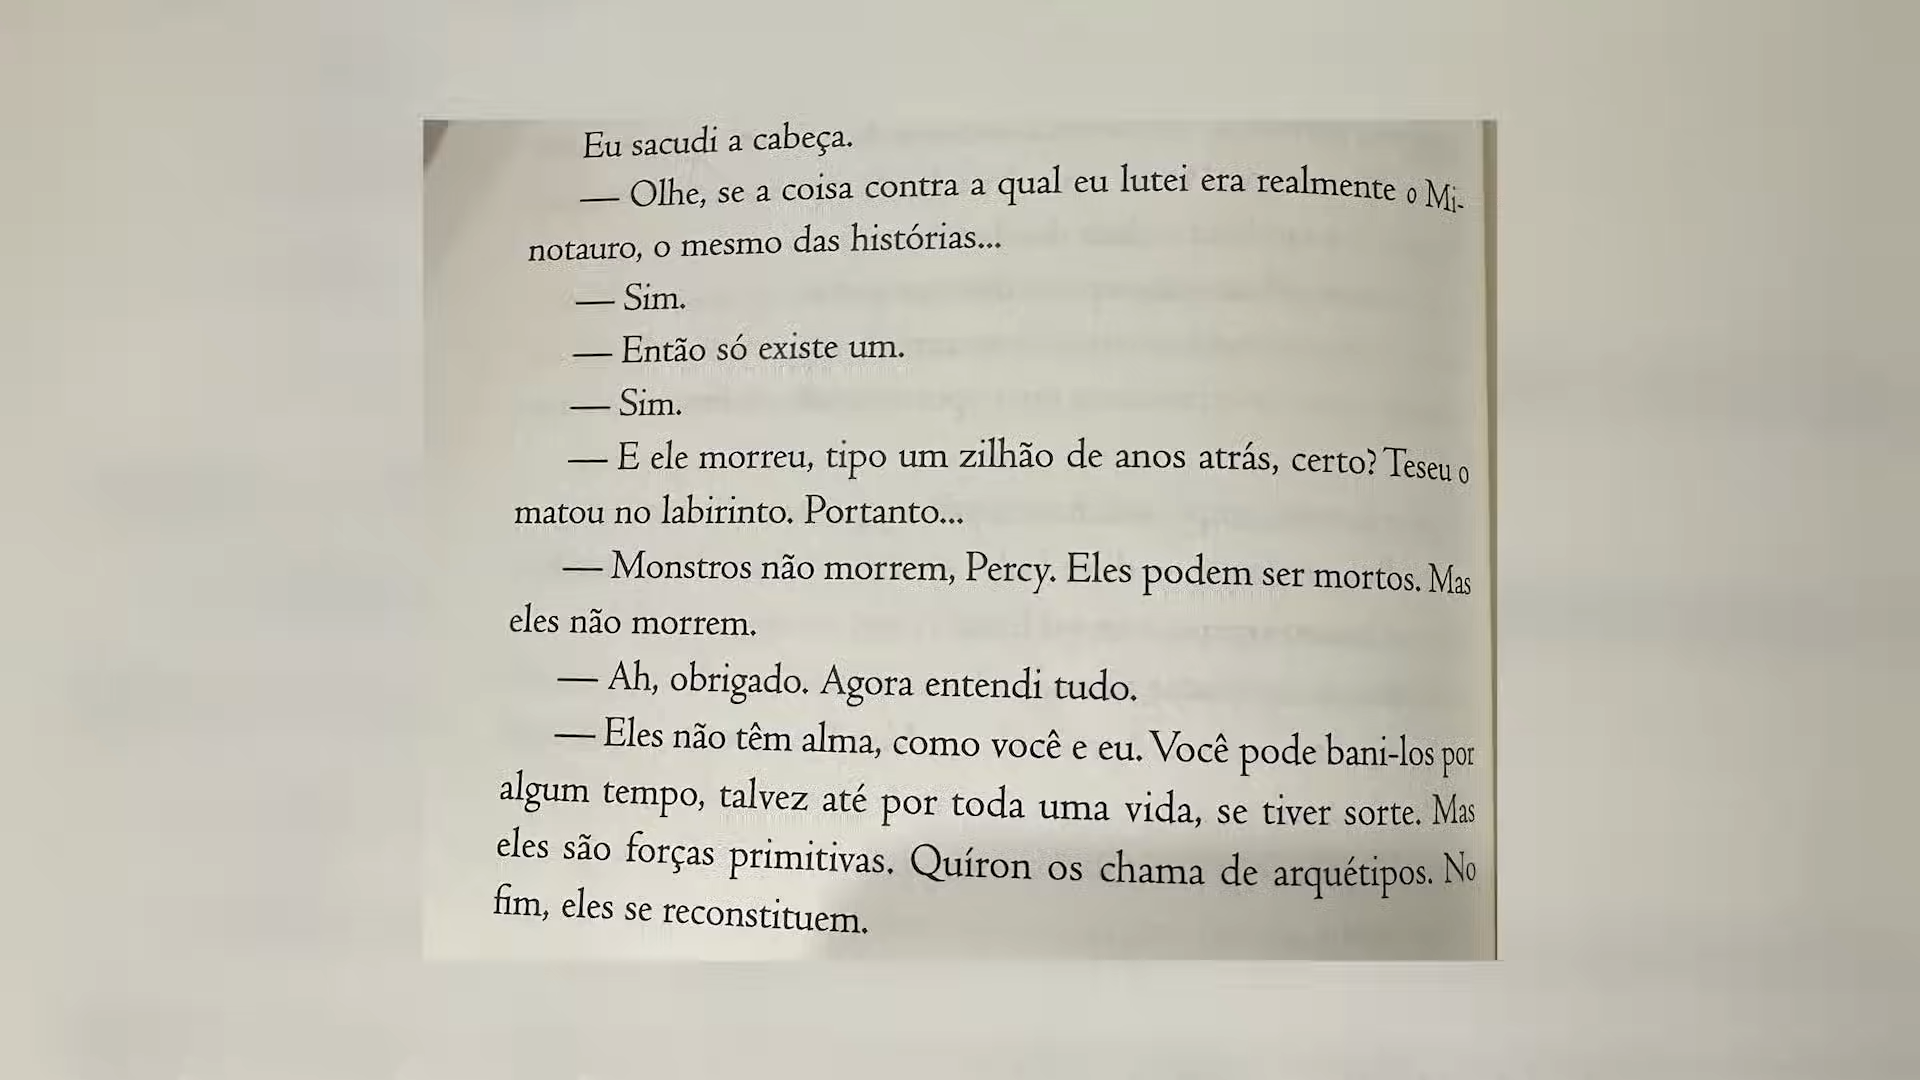 Eu sacudi a cabeça.
— Olhe, se a coisa contra a qual eu lutei era realmente o Mi-
notauro, o mesmo das histórias...
— Sim.
— Então só existe um.
— Sim.
— E ele morreu, tipo um zilhão de anos atrás, certo? Teseu o
matou no labirinto. Portanto...
— Monstros não morrem, Percy. Eles podem ser mortos. Mas
eles não morrem.
— Ah, obrigado. Agora entendi tudo.
— Eles não têm alma, como você e eu. Você pode bani-los por
algum tempo, talvez até por toda uma vida, se tiver sorte. Mas
eles são forças primitivas. Quíron os chama de arquétipos. No
fim, eles se reconstituem.